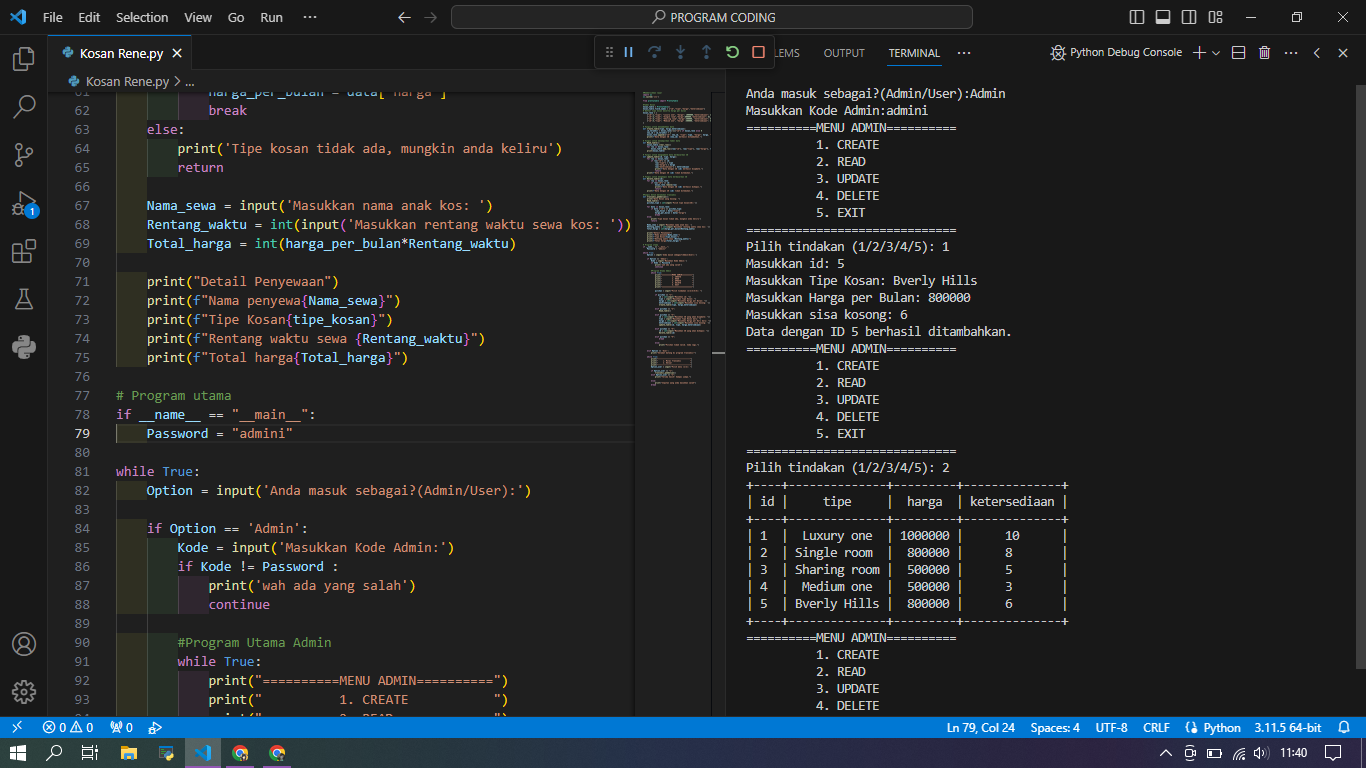 File Edit Selection View Go Run ··· PROGRAM CODING
Kosan Rene.py
Kosan Rene.py > ...
61 harga_per_bulan = data['harga']
62 break
63 else:
64 print('Tipe kosan tidak ada, mungkin anda keliru')
65 return
66
67 Nama_sewa = input('Masukkan nama anak kos: ')
68 Rentang_waktu = int(input('Masukkan rentang waktu sewa kos: '))
69 Total_harga = int(harga_per_bulan*Rentang_waktu)
70
71 print("Detail Penyewaan")
72 print(f"Nama penyewa{Nama_sewa}")
73 print(f"Tipe Kosan{tipe_kosan}")
74 print(f"Rentang waktu sewa {Rentang_waktu}")
75 print(f"Total harga{Total_harga}")
76
77 # Program utama
78 if __name__ == "__main__":
79 Password = "admini"
80
81 while True:
82 Option = input('Anda masuk sebagai?(Admin/User):')
83
84 if Option == 'Admin':
85 Kode = input('Masukkan Kode Admin:')
86 if Kode != Password :
87 print('wah ada yang salah')
88 continue
89
90 #Program Utama Admin
91 while True:
92 print("==========MENU ADMIN==========")
93 print(" 1. CREATE ")
LEMS OUTPUT TERMINAL ··· Python Debug Console
Anda masuk sebagai?(Admin/User):Admin
Masukkan Kode Admin:admini
==========MENU ADMIN==========
1. CREATE
2. READ
3. UPDATE
4. DELETE
5. EXIT
==============================
Pilih tindakan (1/2/3/4/5): 1
Masukkan id: 5
Masukkan Tipe Kosan: Bverly Hills
Masukkan Harga per Bulan: 800000
Masukkan sisa kosong: 6
Data dengan ID 5 berhasil ditambahkan.
==========MENU ADMIN==========
1. CREATE
2. READ
3. UPDATE
4. DELETE
5. EXIT
==============================
Pilih tindakan (1/2/3/4/5): 2
+----+--------------+---------+--------------+
| id | tipe | harga | ketersediaan |
+----+--------------+---------+--------------+
| 1 | Luxury one | 1000000 | 10 |
| 2 | Single room | 800000 | 8 |
| 3 | Sharing room | 500000 | 5 |
| 4 | Medium one | 500000 | 3 |
| 5 | Bverly Hills | 800000 | 6 |
+----+--------------+---------+--------------+
==========MENU ADMIN==========
1. CREATE
2. READ
3. UPDATE
4. DELETE
1
0 0 0 Ln 79, Col 24 Spaces: 4 UTF-8 CRLF Python 3.11.5 64-bit
11:40